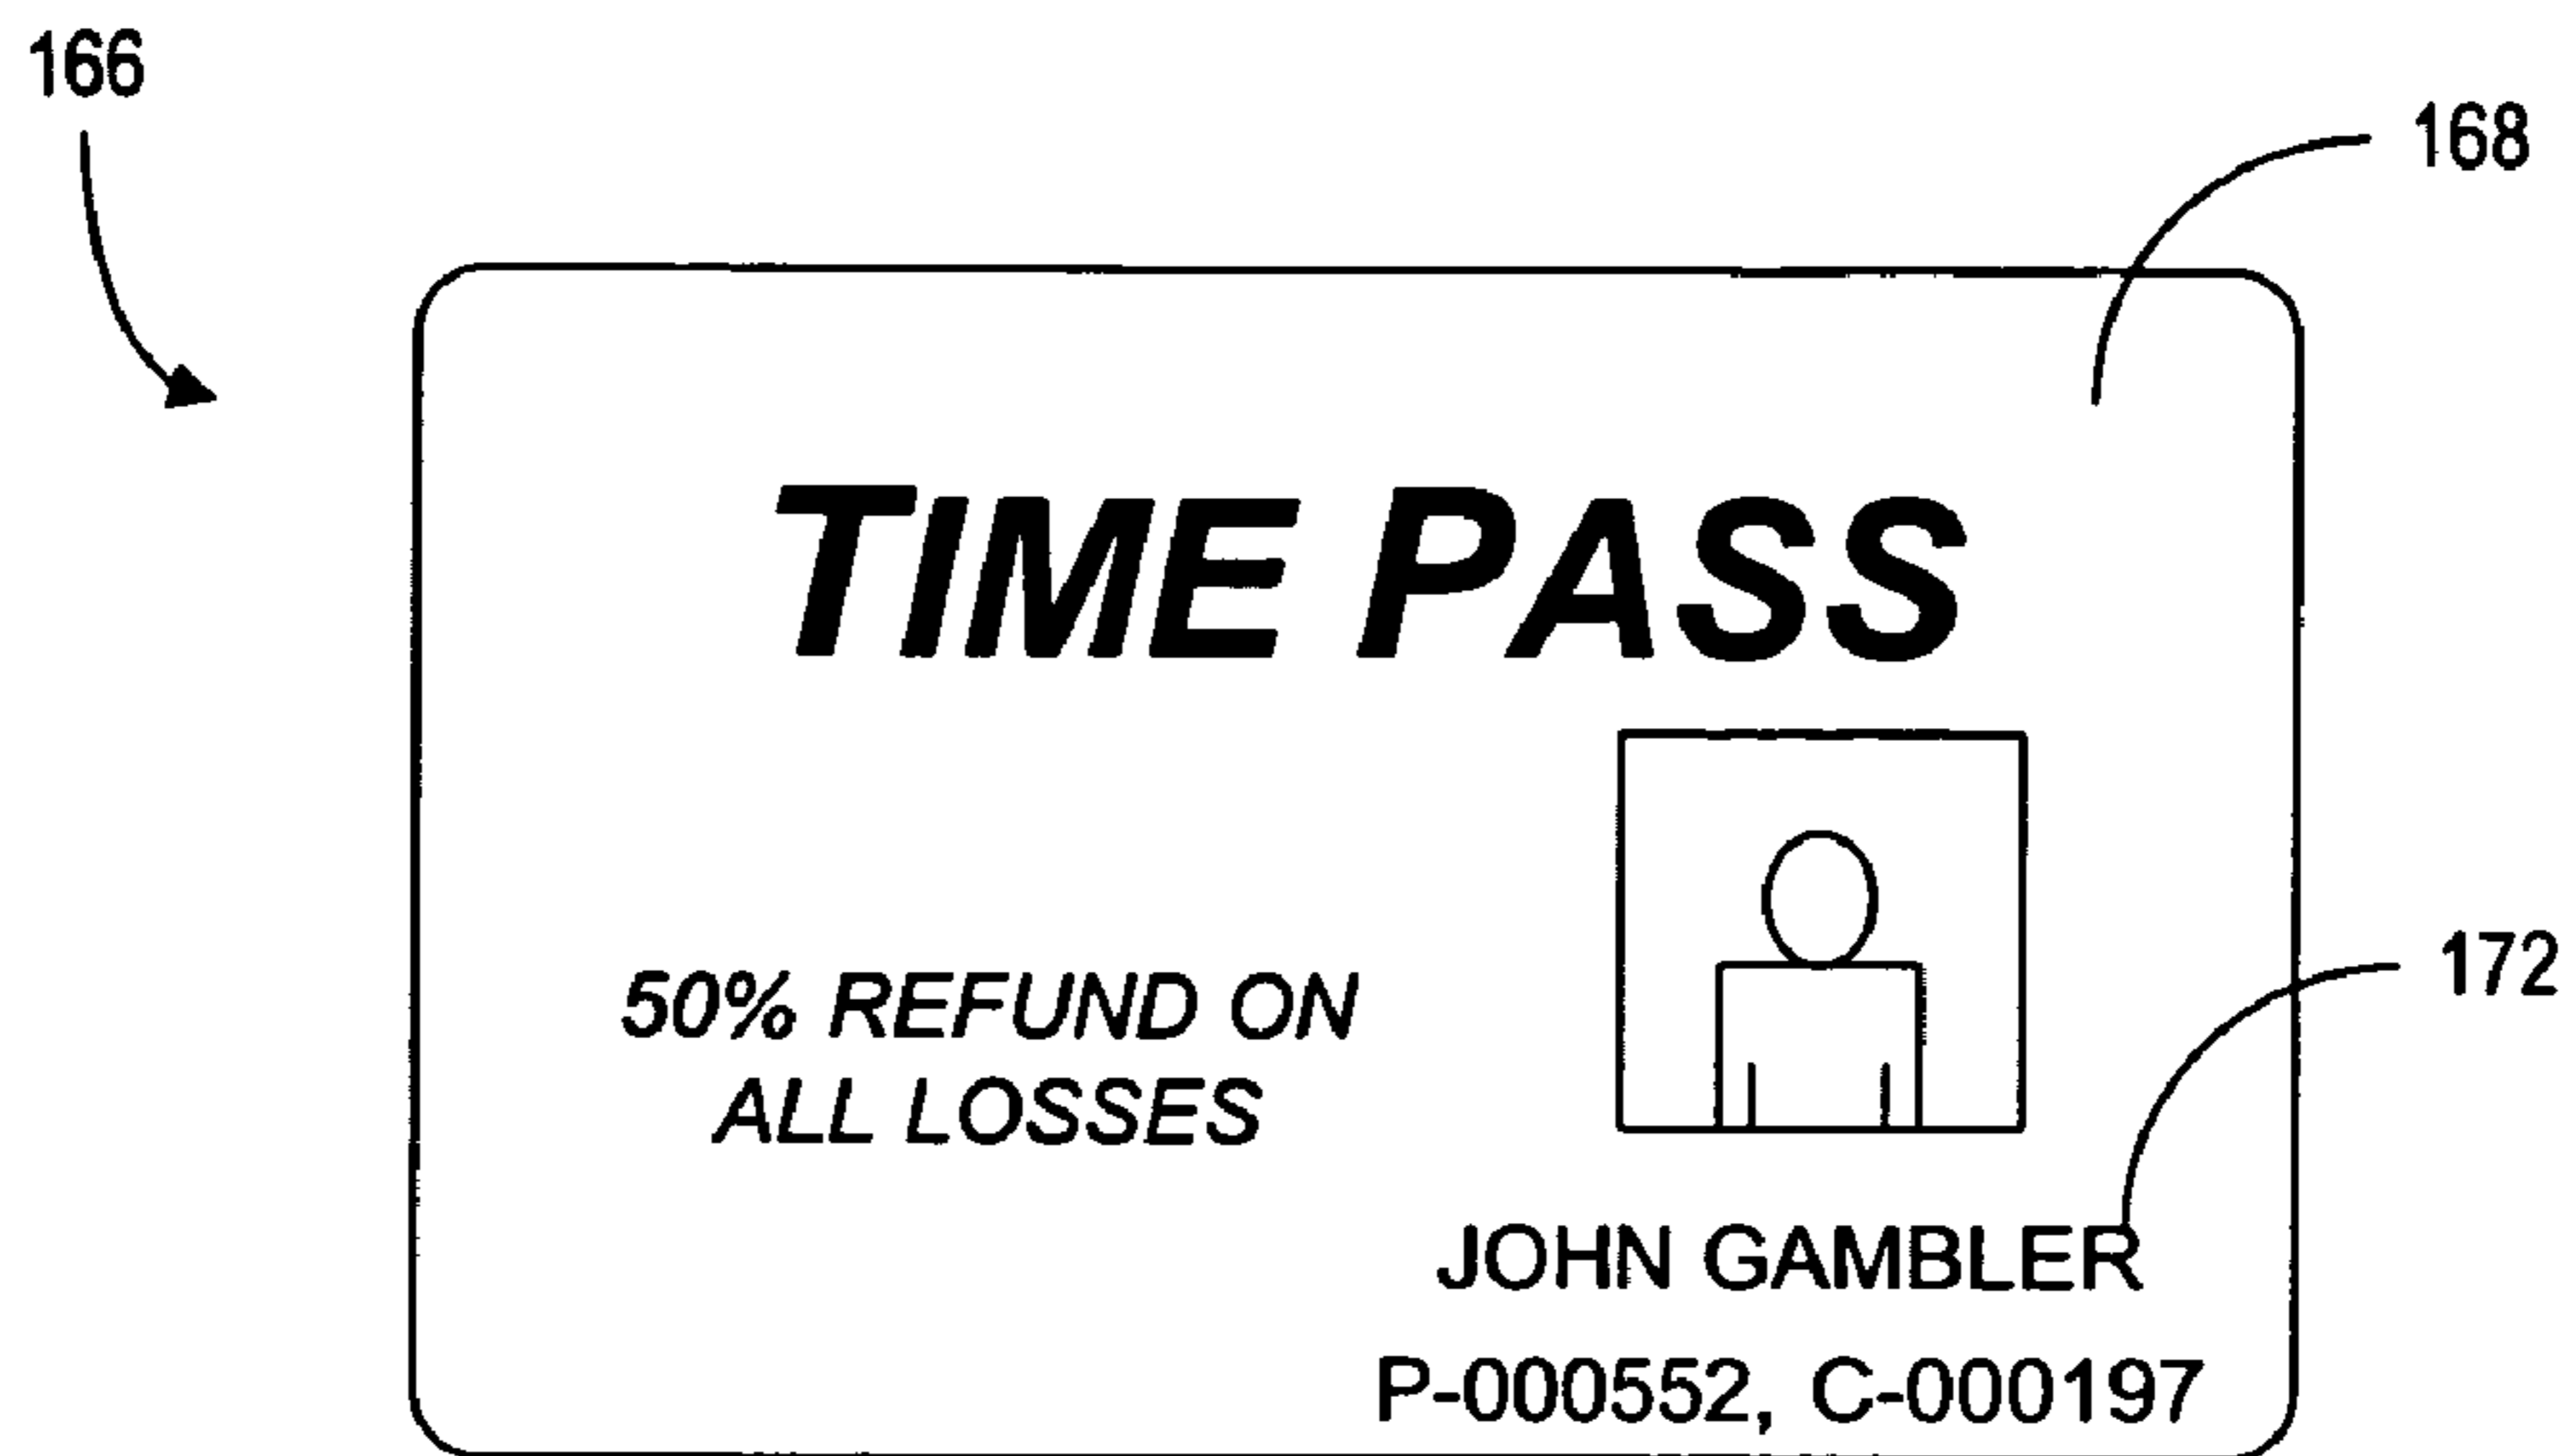 166
168
TIME PASS
50% REFUND ON
ALL LOSSES
172
JOHN GAMBLER
P-000552, C-000197